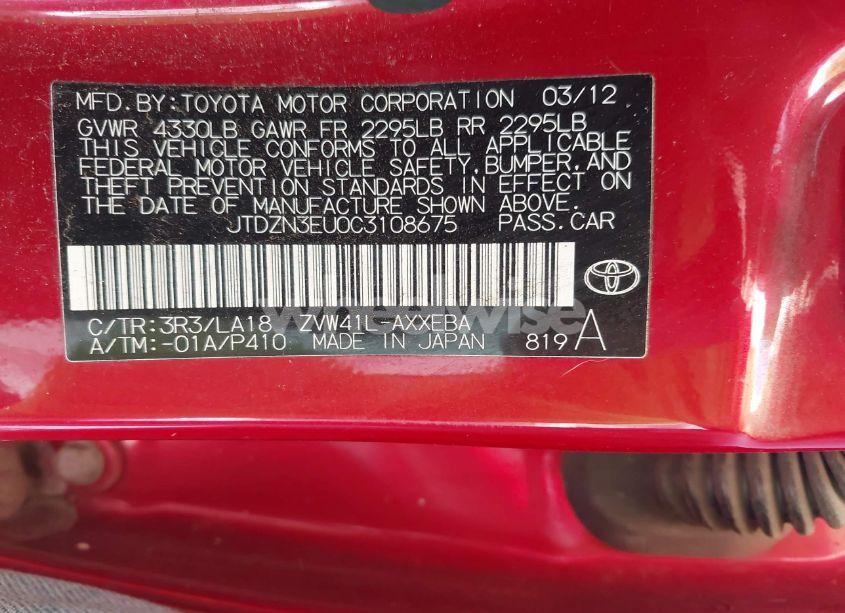 MFD. BY:TOYOTA MOTOR CORPORATION 03/12
GVWR 4330LB GAWR FR 2295LB RR 2295LB
THIS VEHICLE CONFORMS TO ALL APPLICABLE
FEDERAL MOTOR VEHICLE SAFETY, BUMPER, AND
THEFT PREVENTION STANDARDS IN EFFECT ON
THE DATE OF MANUFACTURE SHOWN ABOVE.
JTDZN3EU0C3108675 PASS.CAR
wheelwise
C/TR:3R3/LA18 ZVW41L-AXXEBA
A/TM:-01A/P410 MADE IN JAPAN 819A